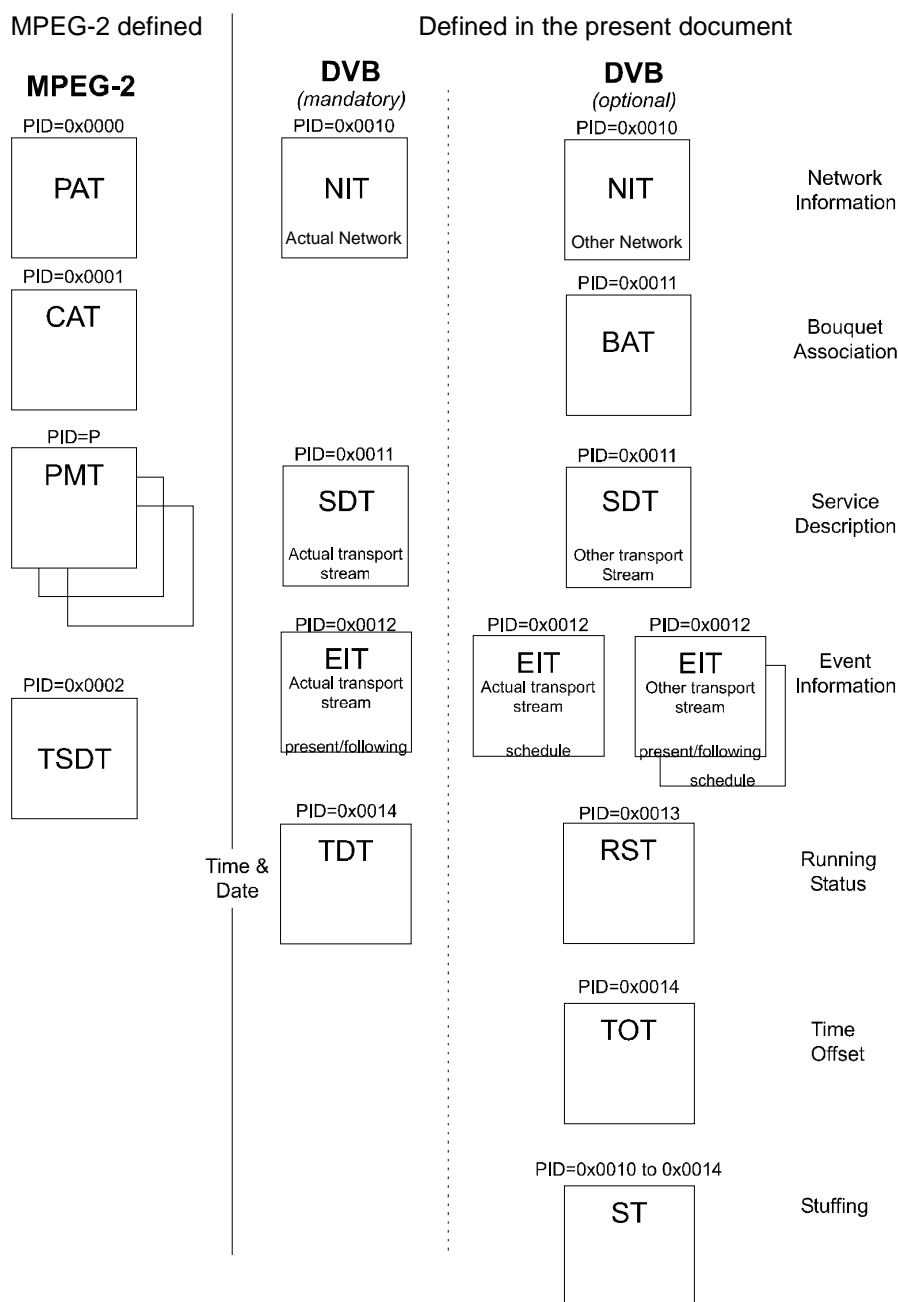 MPEG-2 defined
Defined in the present document
MPEG-2
DVB
(mandatory)
DVB
(optional)
PID=0x0000
PAT
PID=0x0010
NIT
Actual Network
PID=0x0010
NIT
Other Network
Network
Information
PID=0x0001
CAT
PID=0x0011
BAT
Bouquet
Association
PID=P
PMT
PID=0x0011
SDT
Actual transport
stream
PID=0x0011
SDT
Other transport
Stream
Service
Description
PID=0x0012
EIT
Actual transport
stream
present/following
PID=0x0012
EIT
Actual transport
stream
schedule
PID=0x0012
EIT
Other transport
stream
present/following
schedule
Event
Information
PID=0x0002
TSDT
Time &
Date
PID=0x0014
TDT
PID=0x0013
RST
Running
Status
PID=0x0014
TOT
Time
Offset
PID=0x0010 to 0x0014
ST
Stuffing